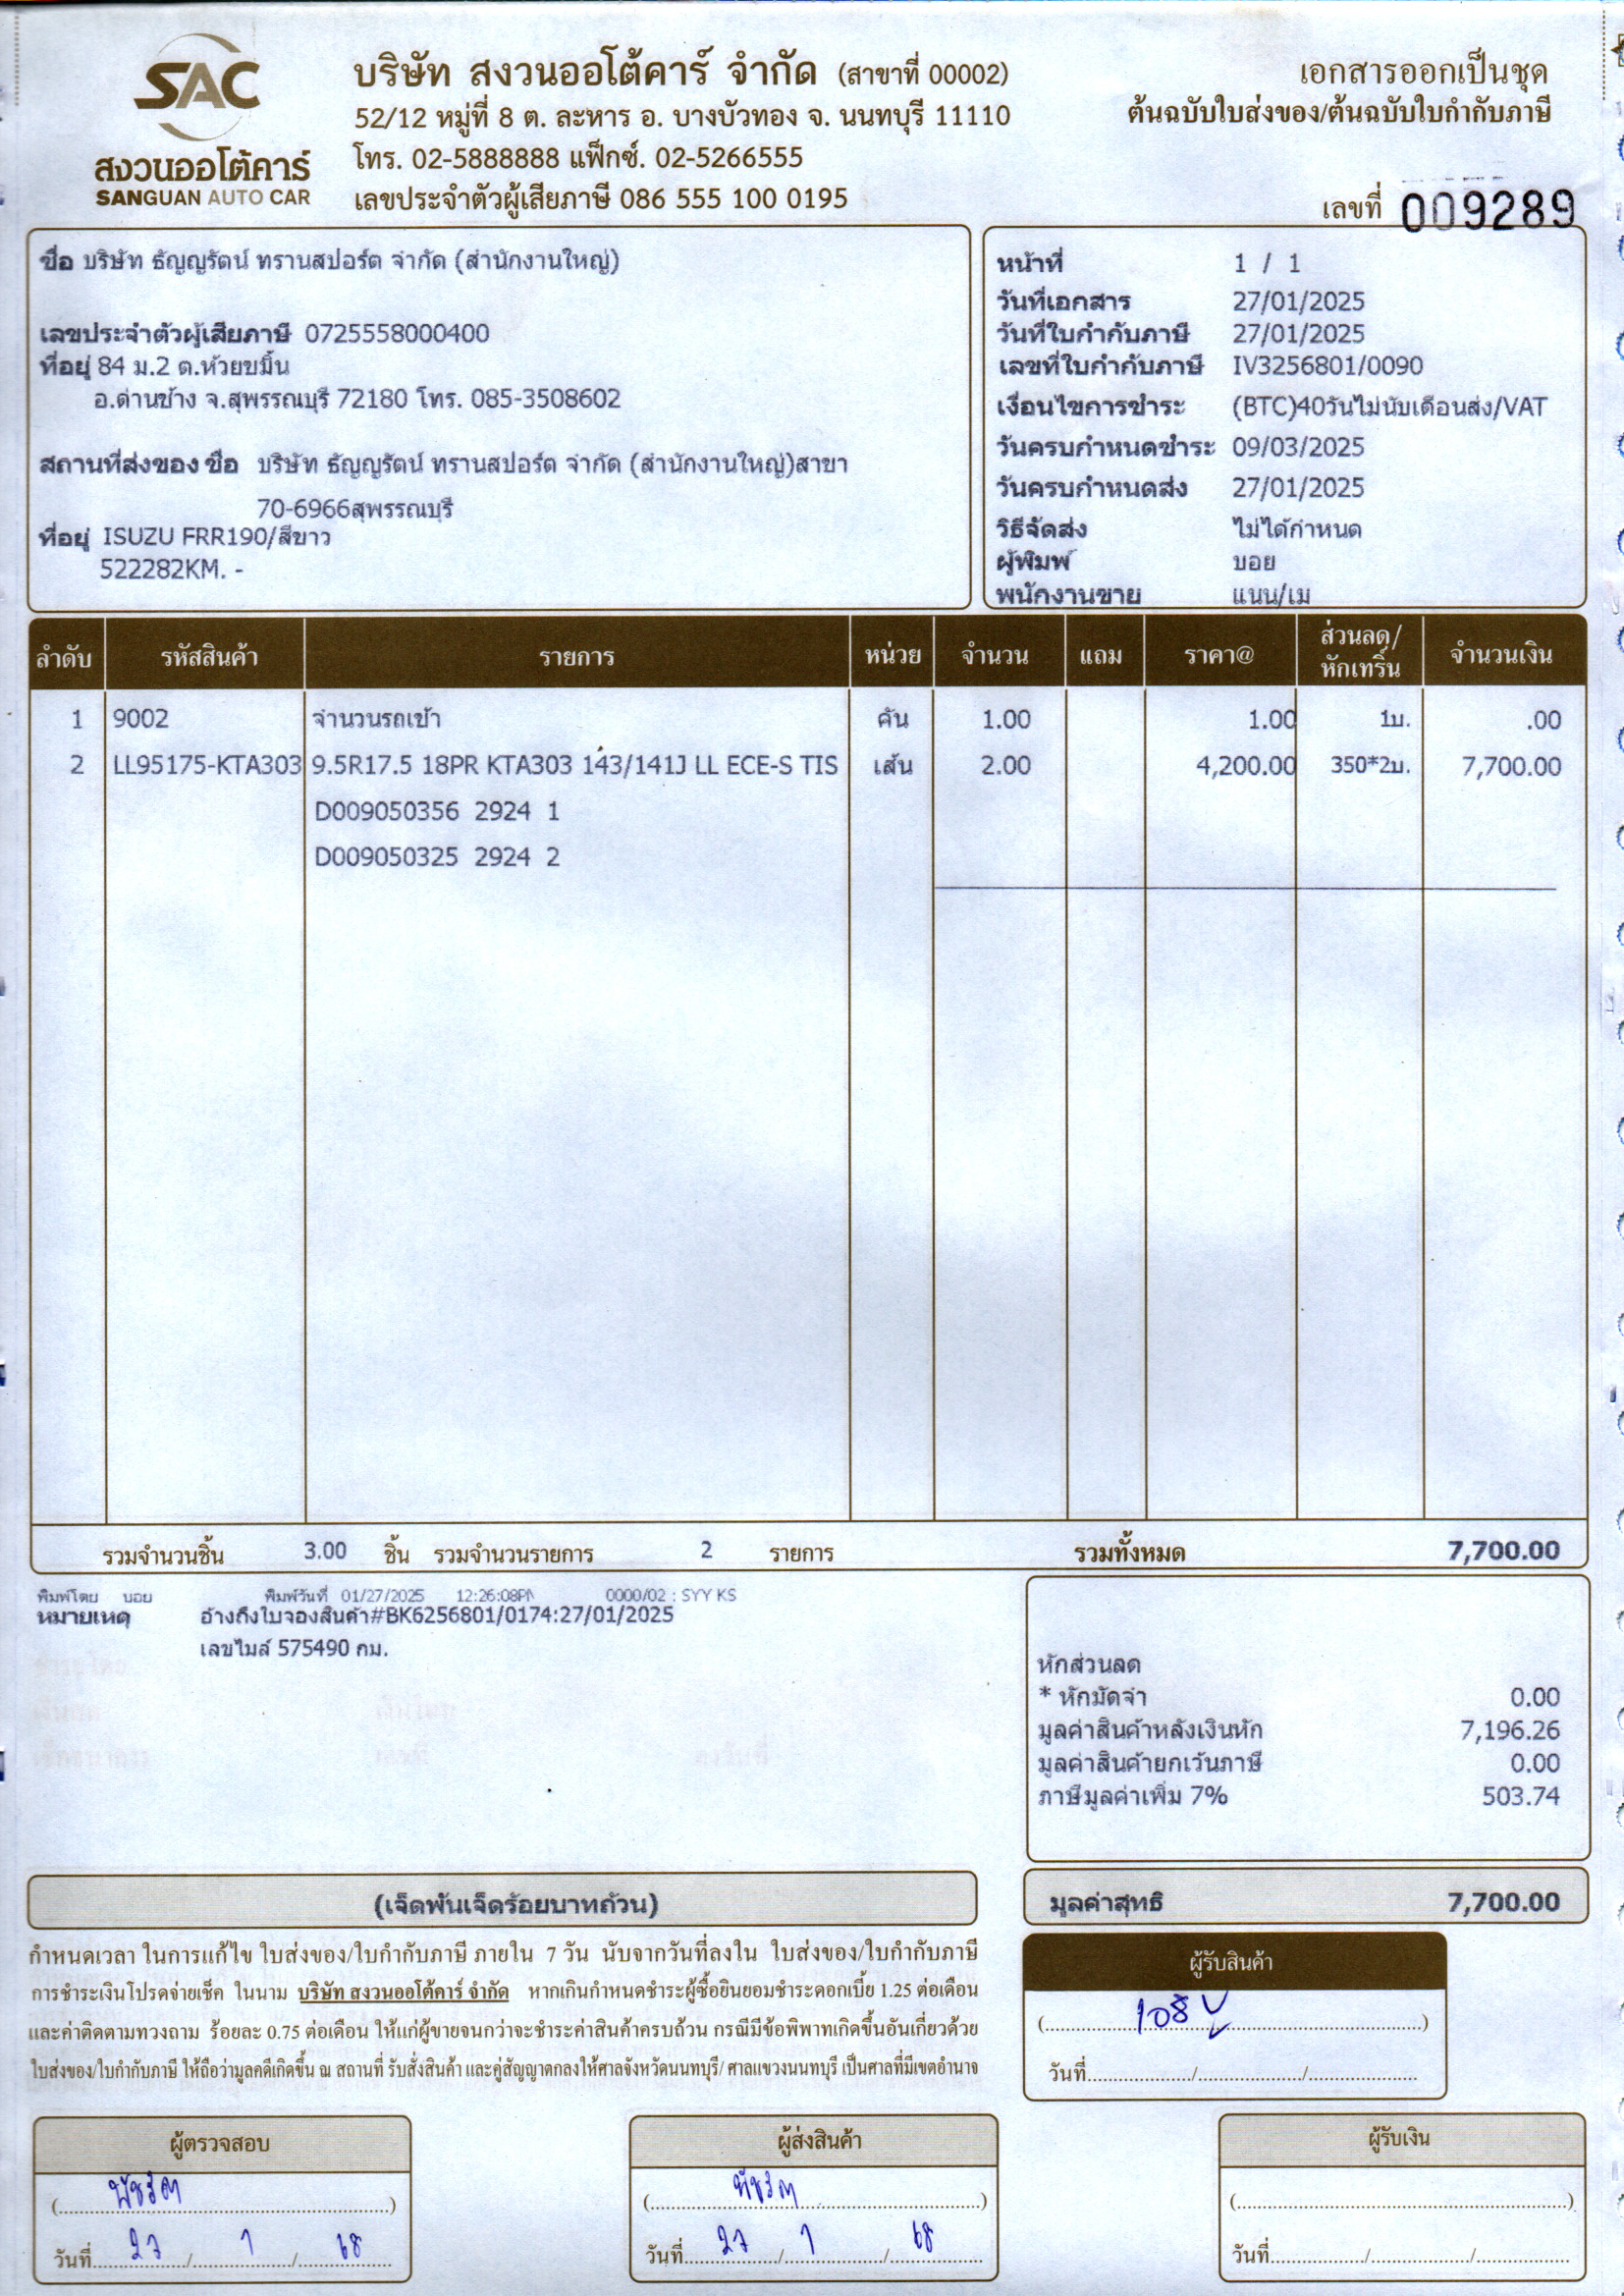 SAC
สงวนออโต้คาร์
SANGUAN AUTO CAR
บริษัท สงวนออโต้คาร์ จำกัด (สาขาที่ 00002)
52/12 หมู่ที่ 8 ต. ละหาร อ. บางบัวทอง จ. นนทบุรี 11110
โทร. 02-5888888 แฟ็กซ์. 02-5266555
เลขประจำตัวผู้เสียภาษี 086 555 100 0195
เอกสารออกเป็นชุด
ต้นฉบับใบส่งของ/ต้นฉบับใบกำกับภาษี
เลขที่ 009289
ชื่อ บริษัท ธัญญรัตน์ ทรานสปอร์ต จำกัด (สำนักงานใหญ่)
เลขประจำตัวผู้เสียภาษี 0725558000400
ที่อยู่ 84 ม.2 ต.ห้วยขมิ้น
อ.ด่านช้าง จ.สุพรรณบุรี 72180 โทร. 085-3508602
สถานที่ส่งของ ชื่อ บริษัท ธัญญรัตน์ ทรานสปอร์ต จำกัด (สำนักงานใหญ่)สาขา
70-6966สุพรรณบุรี
ที่อยู่ ISUZU FRR190/สีขาว
522282KM. -
หน้าที่ 1 / 1
วันที่เอกสาร 27/01/2025
วันที่ใบกำกับภาษี 27/01/2025
เลขที่ใบกำกับภาษี IV3256801/0090
เงื่อนไขการชำระ (BTC)40วันไม่นับเดือนส่ง/VAT
วันครบกำหนดชำระ 09/03/2025
วันครบกำหนดส่ง 27/01/2025
วิธีจัดส่ง ไม่ได้กำหนด
ผู้พิมพ์ บอย
พนักงานขาย แนน/เม
ลำดับ รหัสสินค้า รายการ หน่วย จำนวน แถม ราคา@ ส่วนลด/หักเทริ์น จำนวนเงิน
1 9002 จำนวนรถเข้า คัน 1.00 1.00 1บ. .00
2 LL95175-KTA303 9.5R17.5 18PR KTA303 143/141J LL ECE-S TIS เส้น 2.00 4,200.00 350*2บ. 7,700.00
D009050356 2924 1
D009050325 2924 2
รวมจำนวนชิ้น 3.00 ชิ้น รวมจำนวนรายการ 2 รายการ รวมทั้งหมด 7,700.00
พิมพ์โดย บอย พิมพ์วันที่ 01/27/2025 12:26:08PM 0000/02 : SYY KS
หมายเหตุ อ้างถึงใบจองสินค้า#BK6256801/0174:27/01/2025
เลขไมล์ 575490 กม.
หักส่วนลด
* หักมัดจำ 0.00
มูลค่าสินค้าหลังเงินหัก 7,196.26
มูลค่าสินค้ายกเว้นภาษี 0.00
ภาษีมูลค่าเพิ่ม 7% 503.74
(เจ็ดพันเจ็ดร้อยบาทถ้วน)
มูลค่าสุทธิ 7,700.00
กำหนดเวลา ในการแก้ไข ใบส่งของ/ใบกำกับภาษี ภายใน 7 วัน นับจากวันที่ลงใน ใบส่งของ/ใบกำกับภาษี
การชำระเงินโปรดจ่ายเช็ค ในนาม บริษัท สงวนออโต้คาร์ จำกัด หากเกินกำหนดชำระผู้ซื้อยินยอมชำระดอกเบี้ย 1.25 ต่อเดือน
และค่าติดตามทวงถาม ร้อยละ 0.75 ต่อเดือน ให้แก่ผู้ขายจนกว่าจะชำระค่าสินค้าครบถ้วน กรณีมีข้อพิพาทเกิดขึ้นอันเกี่ยวด้วย
ใบส่งของ/ใบกำกับภาษี ให้ถือว่ามูลคดีเกิดขึ้น ณ สถานที่ รับสั่งสินค้า และคู่สัญญาตกลงให้ศาลจังหวัดนนทบุรี/ ศาลแขวงนนทบุรี เป็นศาลที่มีเขตอำนาจ
ผู้รับสินค้า
วันที่ / /
ผู้ตรวจสอบ
(พัชรีดา)
วันที่ 27 / 1 / 68
ผู้ส่งสินค้า
(พัชรีดา)
วันที่ 27 / 1 / 68
ผู้รับเงิน
( )
วันที่ / /